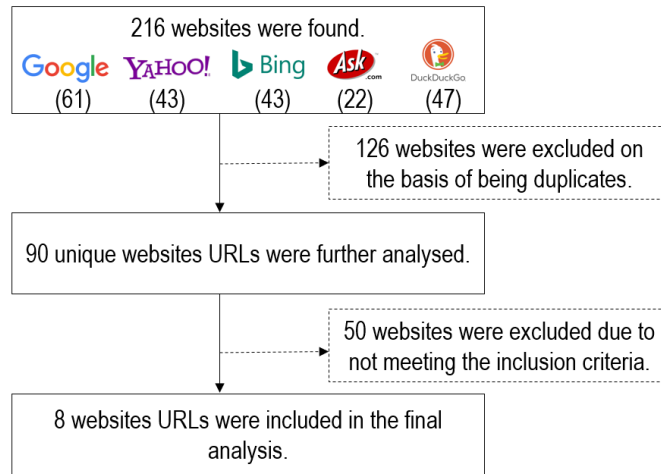 216 websites were found.
Google YAHOO! Bing Ask.com DuckDuckGo
(61) (43) (43) (22) (47)
126 websites were excluded on
the basis of being duplicates.
90 unique websites URLs were further analysed.
50 websites were excluded due to
not meeting the inclusion criteria.
8 websites URLs were included in the final
analysis.